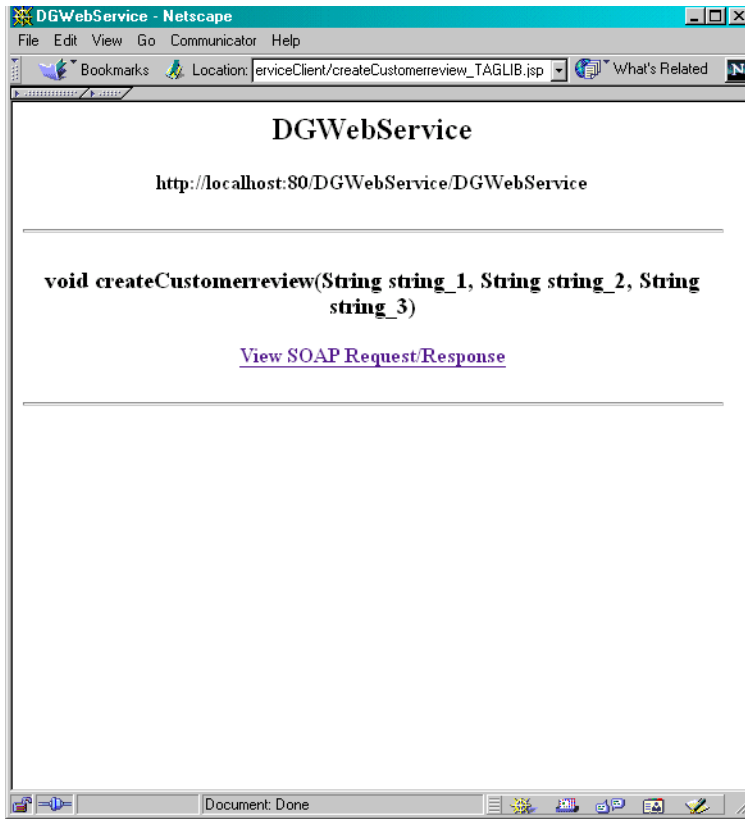 DGWebService - Netscape
File Edit View Go Communicator Help
Bookmarks Location: erviceClient/createCustomerreview_TAGLIB.jsp What's Related N
DGWebService
http://localhost:80/DGWebService/DGWebService
void createCustomerreview(String string_1, String string_2, String
string_3)
View SOAP Request/Response
Document: Done